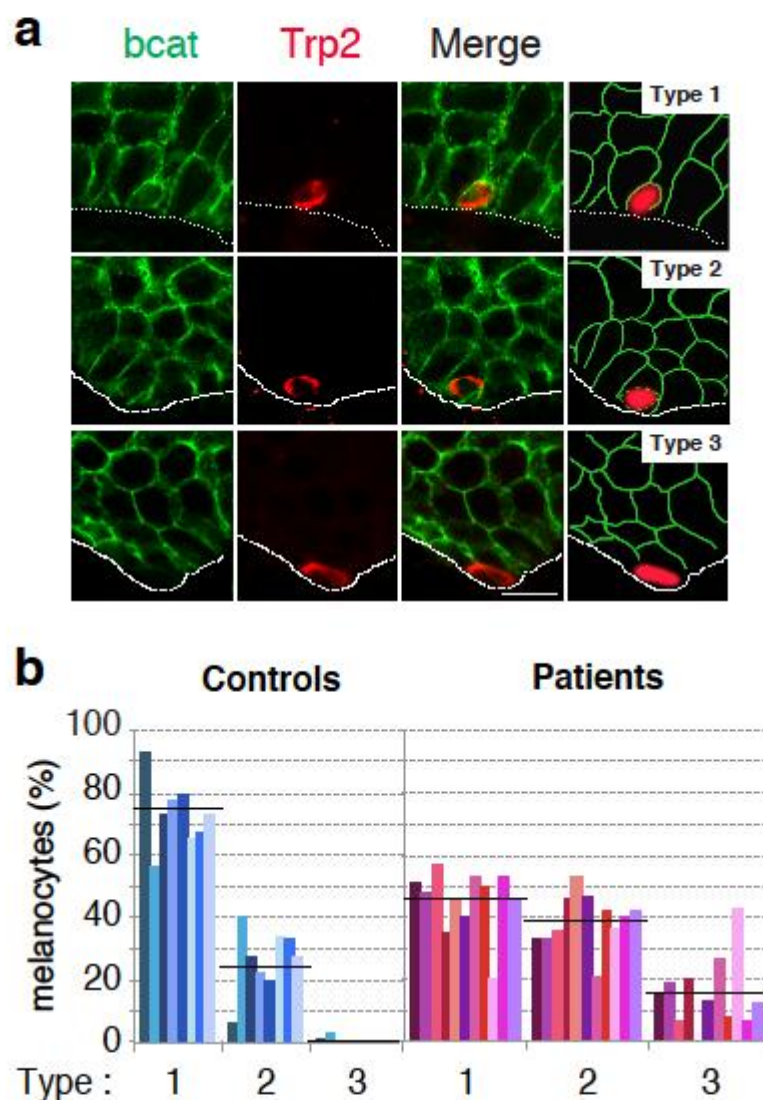 a
bcat Trp2 Merge
Type 1
Type 2
Type 3
b
Controls Patients
melanocytes (%)
100
80
60
40
20
0
Type : 1 2 3 1 2 3